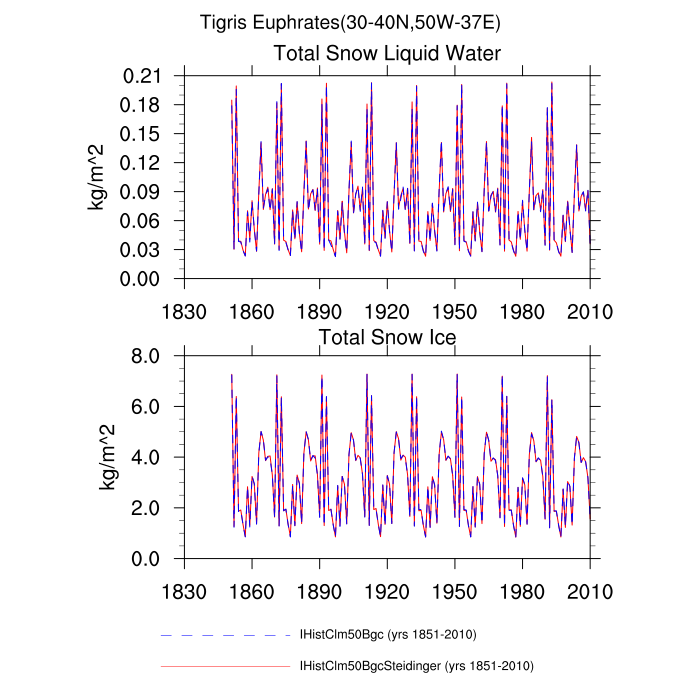 Tigris Euphrates(30-40N,50W-37E)
Total Snow Liquid Water
0.21
0.18
0.15
0.12
0.09
0.06
0.03
0.00
kg/m^2
1830 1860 1890 1920 1950 1980 2010
Total Snow Ice
8.0
6.0
4.0
2.0
0.0
kg/m^2
1830 1860 1890 1920 1950 1980 2010
IHistClm50Bgc (yrs 1851-2010)
IHistClm50BgcSteidinger (yrs 1851-2010)